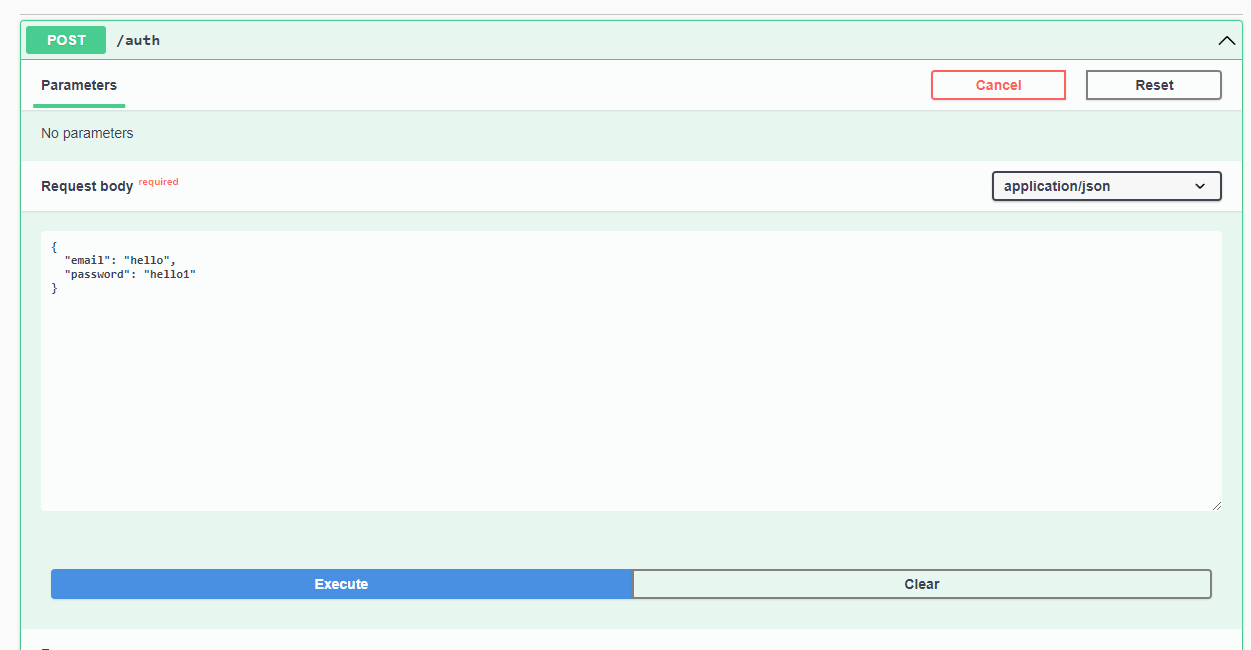 POST /auth
Parameters Cancel Reset
No parameters
Request body required application/json
{
"email": "hello",
"password": "hello1"
}
Execute Clear